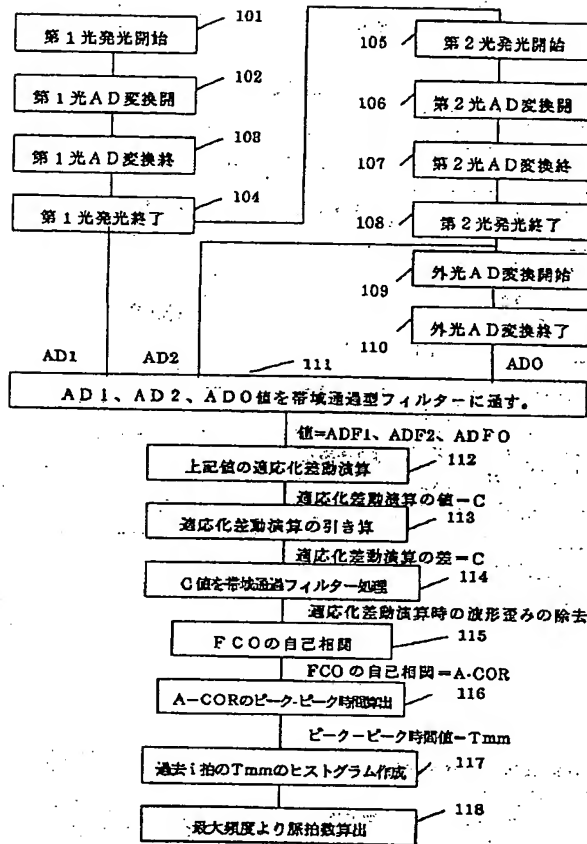 101
第1光発光開始
102
第1光AD変換開
103
第1光AD変換終
104
第1光発光終了
105
第2光発光開始
106
第2光AD変換開
107
第2光AD変換終
108
第2光発光終了
109
外光AD変換開始
110
外光AD変換終了
AD1
AD2
111
ADO
AD1、AD2、ADO値を帯域通過型フィルターに通す。
値=ADF1、ADF2、ADFO
上記値の適応化差動演算
112
適応化差動演算の値=C
適応化差動演算の引き算
113
適応化差動演算の差=C
C値を帯域通過フィルター処理
114
適応化差動演算時の波形歪みの除去
FCOの自己相関
115
FCOの自己相関=A-COR
A-CORのピーク-ピーク時間算出
116
ピーク-ピーク時間値=Tmm
過去i拍のTmmのヒストグラム作成
117
最大頻度より脈拍数算出
118